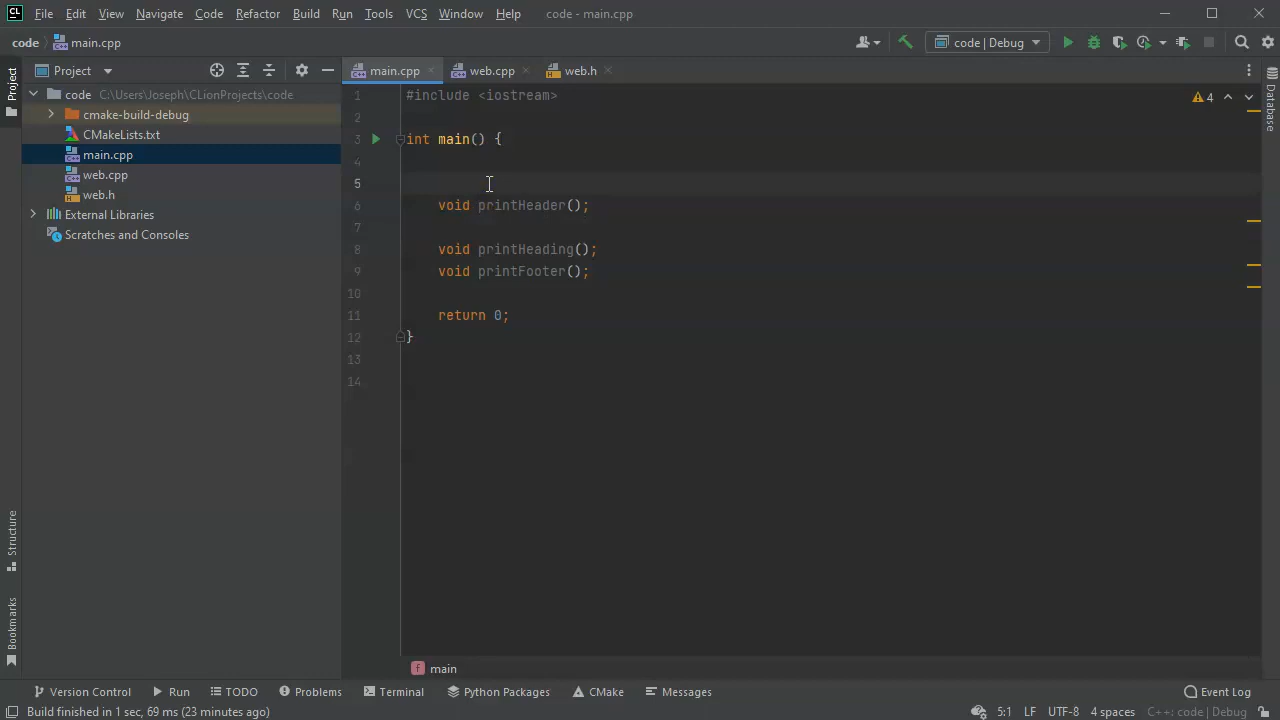 CL File Edit View Navigate Code Refactor Build Run Tools VCS Window Help code - main.cpp
code main.cpp code | Debug
Project main.cpp web.cpp web.h
Project
code C:\Users\Joseph\CLionProjects\code
cmake-build-debug
CMakeLists.txt
main.cpp
web.cpp
web.h
External Libraries
Scratches and Consoles
Structure
Bookmarks
4
Database
1 #include <iostream>
2
3 int main() {
4
5
6 void printHeader();
7
8 void printHeading();
9 void printFooter();
10
11 return 0;
12 }
13
14
f main
Version Control Run TODO Problems Terminal Python Packages CMake Messages Event Log
Build finished in 1 sec, 69 ms (23 minutes ago) 5:1 LF UTF-8 4 spaces C++: code | Debug